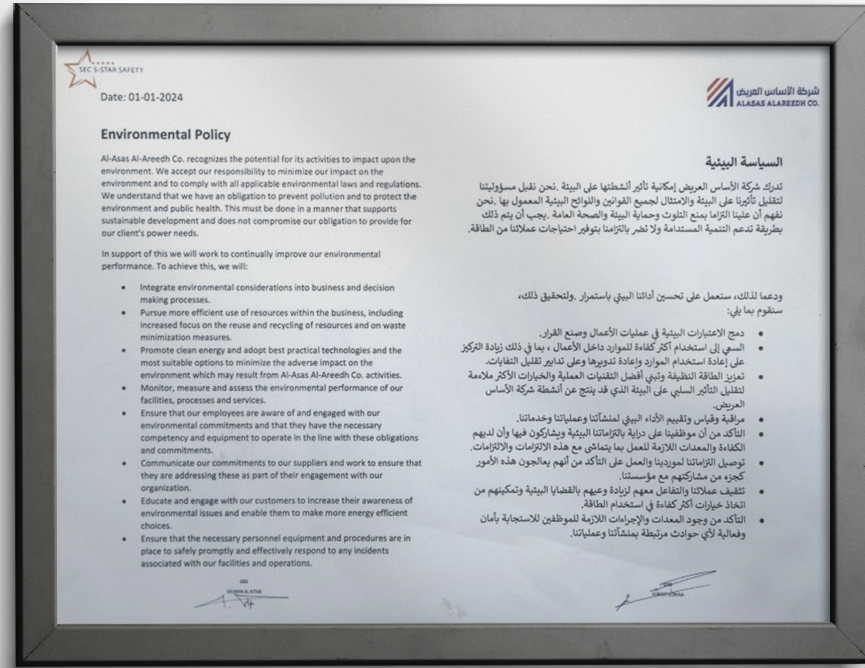 SEC 5-STAR SAFETY
Date: 01-01-2024
شركة الأساس العريض
ALASAS ALAREEDH CO.
Environmental Policy
Al-Asas Al-Areedh Co. recognizes the potential for its activities to impact upon the
environment. We accept our responsibility to minimize our impact on the
environment and to comply with all applicable environmental laws and regulations.
We understand that we have an obligation to prevent pollution and to protect the
environment and public health. This must be done in a manner that supports
sustainable development and does not compromise our obligation to provide for
our client's power needs.
In support of this we will work to continually improve our environmental
performance. To achieve this, we will:
• Integrate environmental considerations into business and decision
making processes.
• Pursue more efficient use of resources within the business, including
increased focus on the reuse and recycling of resources and on waste
minimization measures.
• Promote clean energy and adopt best practical technologies and the
most suitable options to minimize the adverse impact on the
environment which may result from Al-Asas Al-Areedh Co. activities.
• Monitor, measure and assess the environmental performance of our
facilities, processes and services.
• Ensure that our employees are aware of and engaged with our
environmental commitments and that they have the necessary
competency and equipment to operate in the line with these obligations
and commitments.
• Communicate our commitments to our suppliers and work to ensure that
they are addressing these as part of their engagement with our
organization.
• Educate and engage with our customers to increase their awareness of
environmental issues and enable them to make more energy efficient
choices.
• Ensure that the necessary personnel equipment and procedures are in
place to safely promptly and effectively respond to any incidents
associated with our facilities and operations.
السياسة البيئية
تدرك شركة الأساس العريض إمكانية تأثير أنشطتها على البيئة .نحن نقبل مسؤوليتنا
لتقليل تأثيرنا على البيئة والامتثال لجميع القوانين واللوائح البيئية المعمول بها .نحن
نفهم أن علينا التزاما بمنع التلوث وحماية البيئة والصحة العامة .يجب أن يتم ذلك
بطريقة تدعم التنمية المستدامة ولا تضر بالتزامنا بتوفير احتياجات عملائنا من الطاقة.
ودعما لذلك، سنعمل على تحسين أدائنا البيئي باستمرار .ولتحقيق ذلك،
سنقوم بما يلي:
• دمج الاعتبارات البيئية في عمليات الأعمال وصنع القرار.
• السعي إلى استخدام أكثر كفاءة للموارد داخل الأعمال ، بما في ذلك زيادة التركيز
على إعادة استخدام الموارد وإعادة تدويرها وعلى تدابير تقليل النفايات.
• تعزيز الطاقة النظيفة وتبني أفضل التقنيات العملية والخيارات الأكثر ملاءمة
لتقليل التأثير السلبي على البيئة الذي قد ينتج عن أنشطة شركة الأساس
العريض.
• مراقبة وقياس وتقييم الأداء البيئي لمنشآتنا وعملياتنا وخدماتنا.
• التأكد من أن موظفينا على دراية بالتزاماتنا البيئية ويشاركون فيها وأن لديهم
الكفاءة والمعدات اللازمة للعمل بما يتماشى مع هذه الالتزامات والالتزامات.
• توصيل التزاماتنا لموردينا والعمل على التأكد من أنهم يعالجون هذه الأمور
كجزء من مشاركتهم مع مؤسستنا.
• تثقيف عملائنا والتفاعل معهم لزيادة وعيهم بالقضايا البيئية وتمكينهم من
اتخاذ خيارات أكثر كفاءة في استخدام الطاقة.
• التأكد من وجود المعدات والإجراءات اللازمة للموظفين للاستجابة بأمان
وفعالية لأي حوادث مرتبطة بمنشآتنا وعملياتنا.